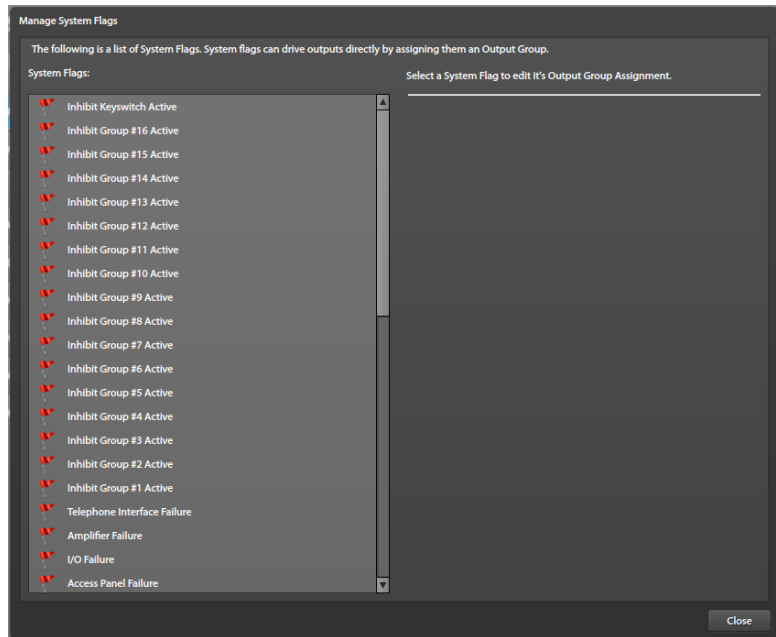 Manage System Flags
The following is a list of System Flags. System flags can drive outputs directly by assigning them an Output Group.
System Flags:
Select a System Flag to edit it's Output Group Assignment.
Inhibit Keyswitch Active
Inhibit Group #16 Active
Inhibit Group #15 Active
Inhibit Group #14 Active
Inhibit Group #13 Active
Inhibit Group #12 Active
Inhibit Group #11 Active
Inhibit Group #10 Active
Inhibit Group #9 Active
Inhibit Group #8 Active
Inhibit Group #7 Active
Inhibit Group #6 Active
Inhibit Group #5 Active
Inhibit Group #4 Active
Inhibit Group #3 Active
Inhibit Group #2 Active
Inhibit Group #1 Active
Telephone Interface Failure
Amplifier Failure
I/O Failure
Access Panel Failure
Close